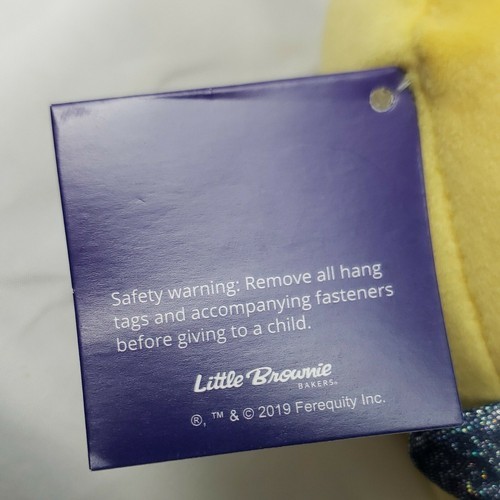 Safety warning: Remove all hang
tags and accompanying fasteners
before giving to a child.
Little Brownie
BAKERS®
®, ™ & © 2019 Ferequity Inc.